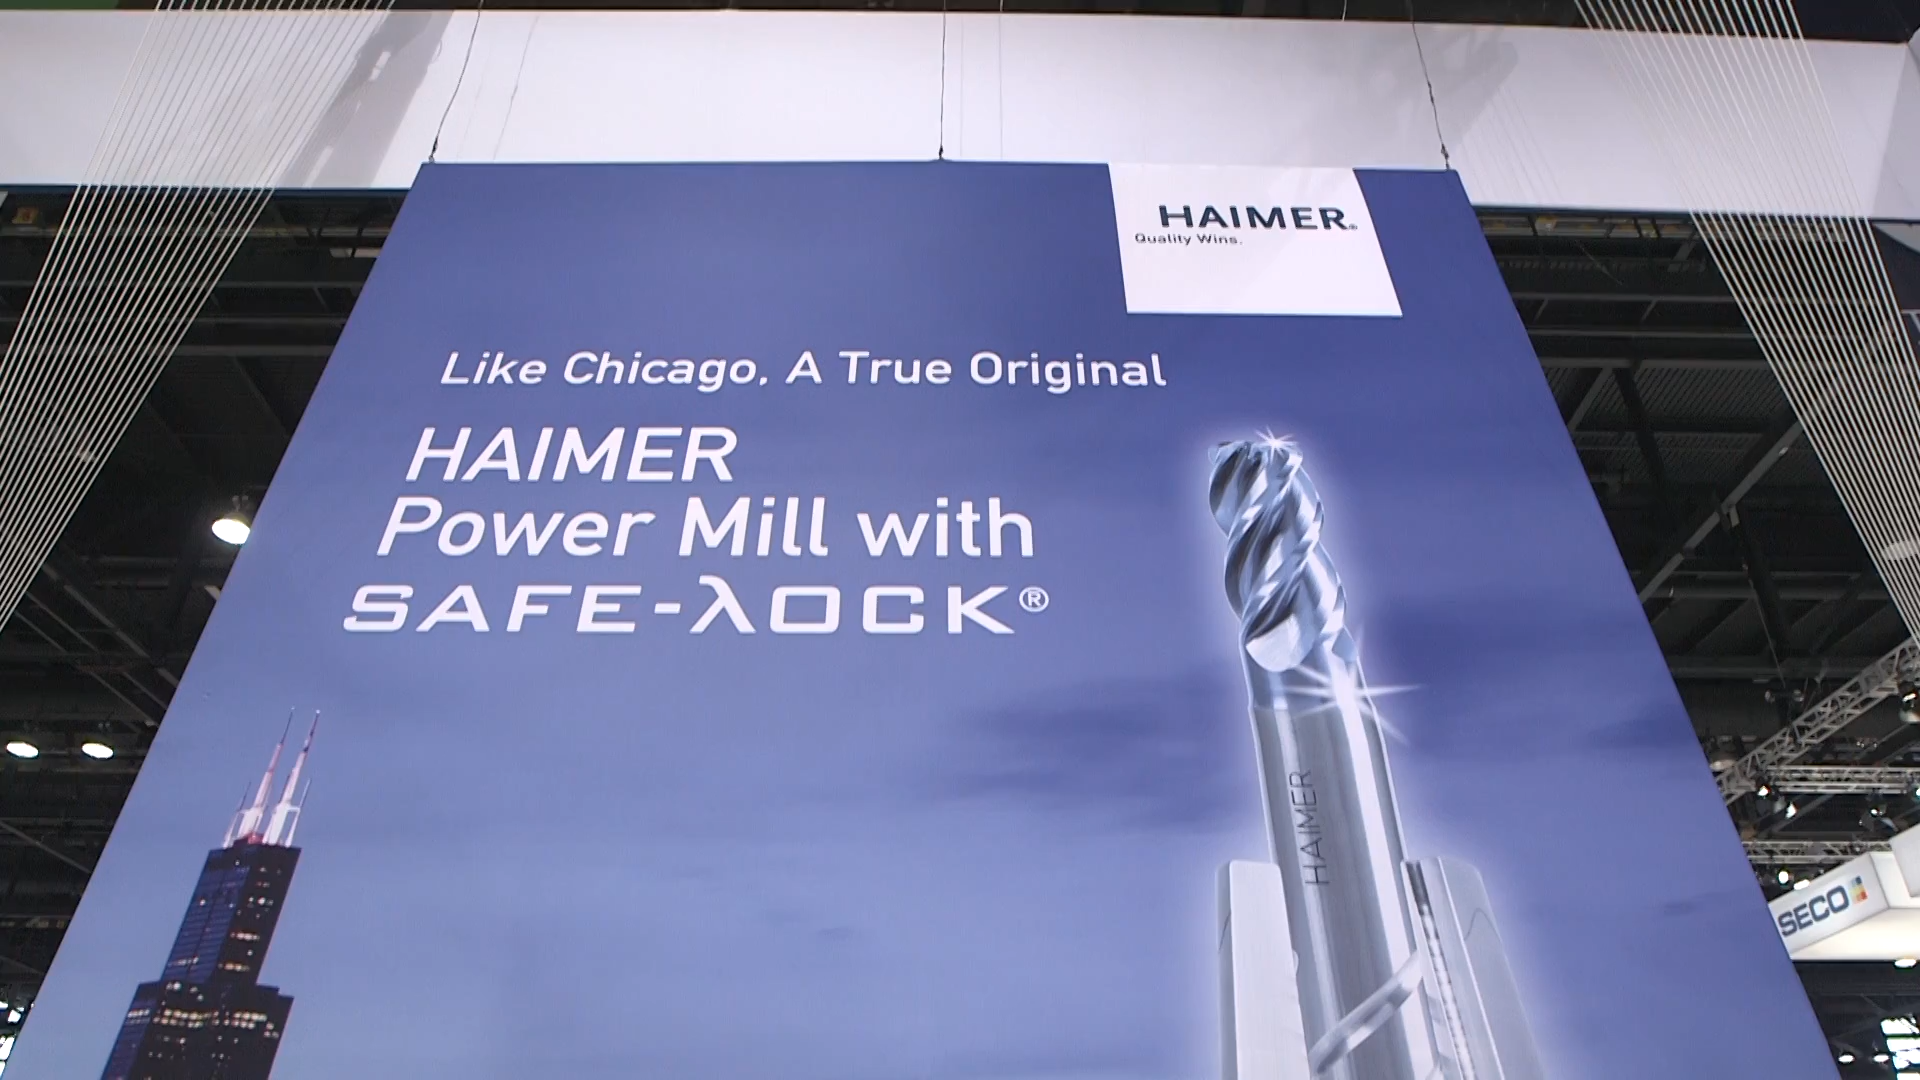 HAIMER®
Quality Wins.
Like Chicago, A True Original
HAIMER
Power Mill with
SAFE-λOCK®
HAIMER
SECO